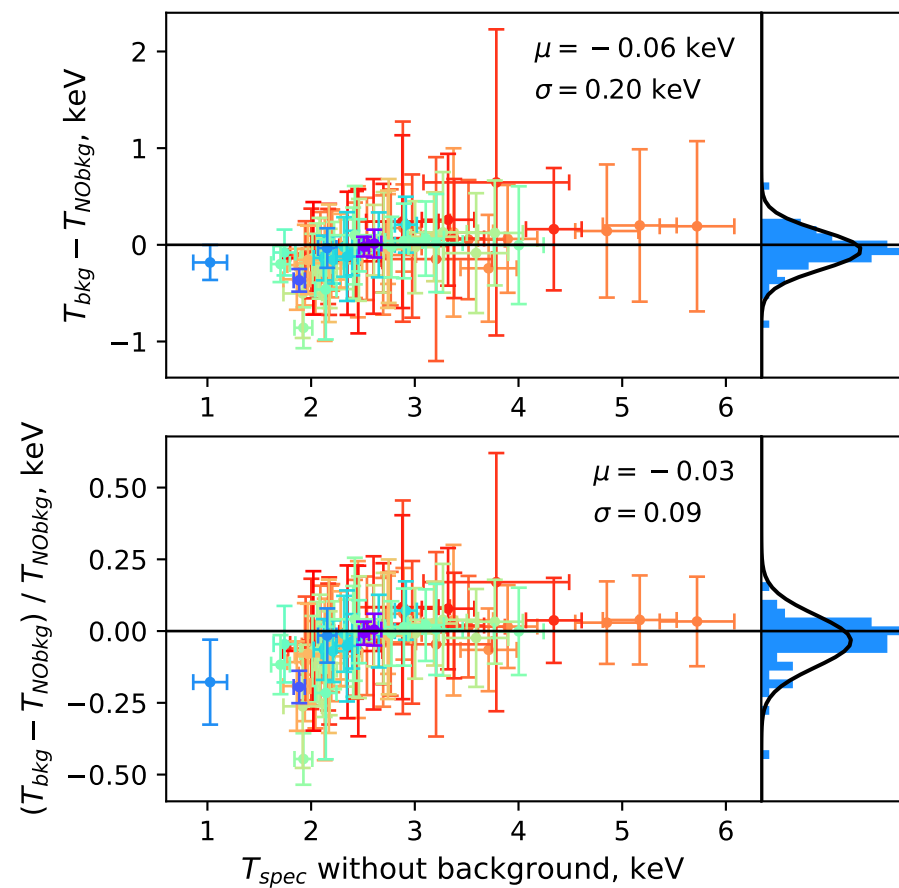 T_bkg − T_NObkg, keV
2
1
0
−1
μ = − 0.06 keV
σ = 0.20 keV
1 2 3 4 5 6
(T_bkg − T_NObkg) / T_NObkg, keV
0.50
0.25
0.00
−0.25
−0.50
μ = − 0.03
σ = 0.09
1 2 3 4 5 6
T_spec without background, keV